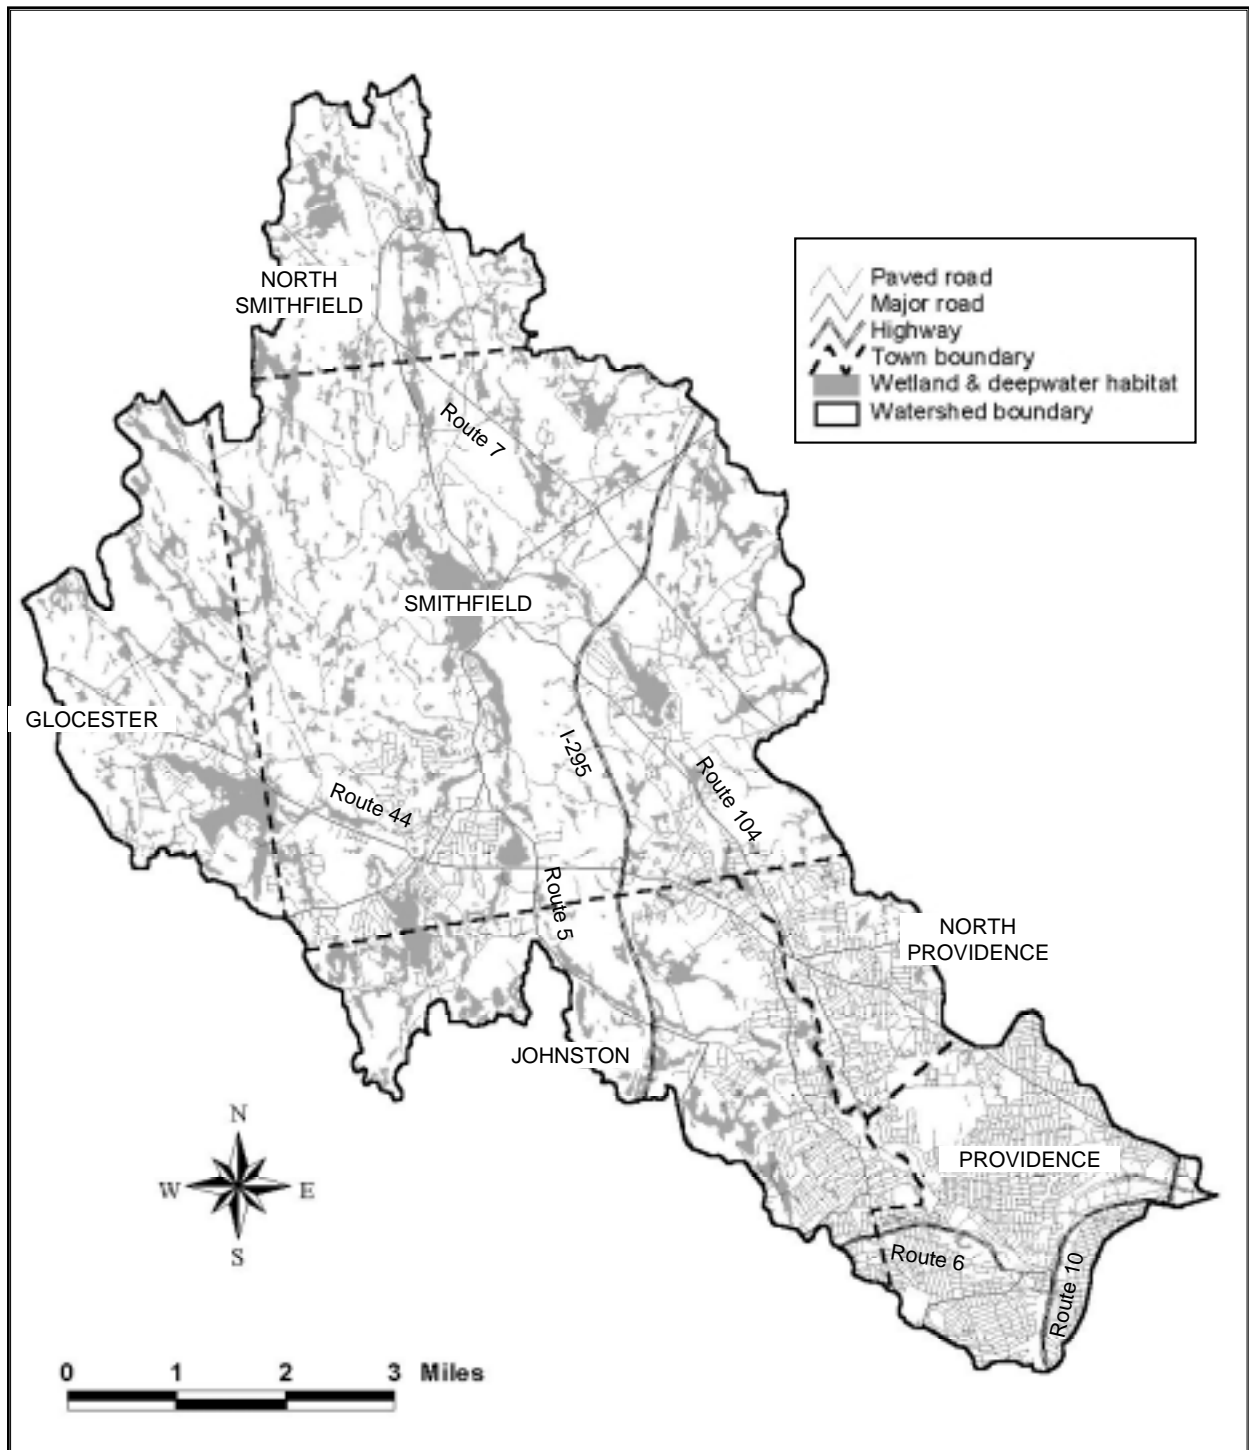 NORTH
SMITHFIELD
Paved road
Major road
Highway
Town boundary
Wetland & deepwater habitat
Watershed boundary
Route 7
SMITHFIELD
GLOCESTER
I-295
Route 44
Route 104
Route 5
NORTH
PROVIDENCE
JOHNSTON
PROVIDENCE
N
W E
S
Route 6
Route 10
0 1 2 3 Miles